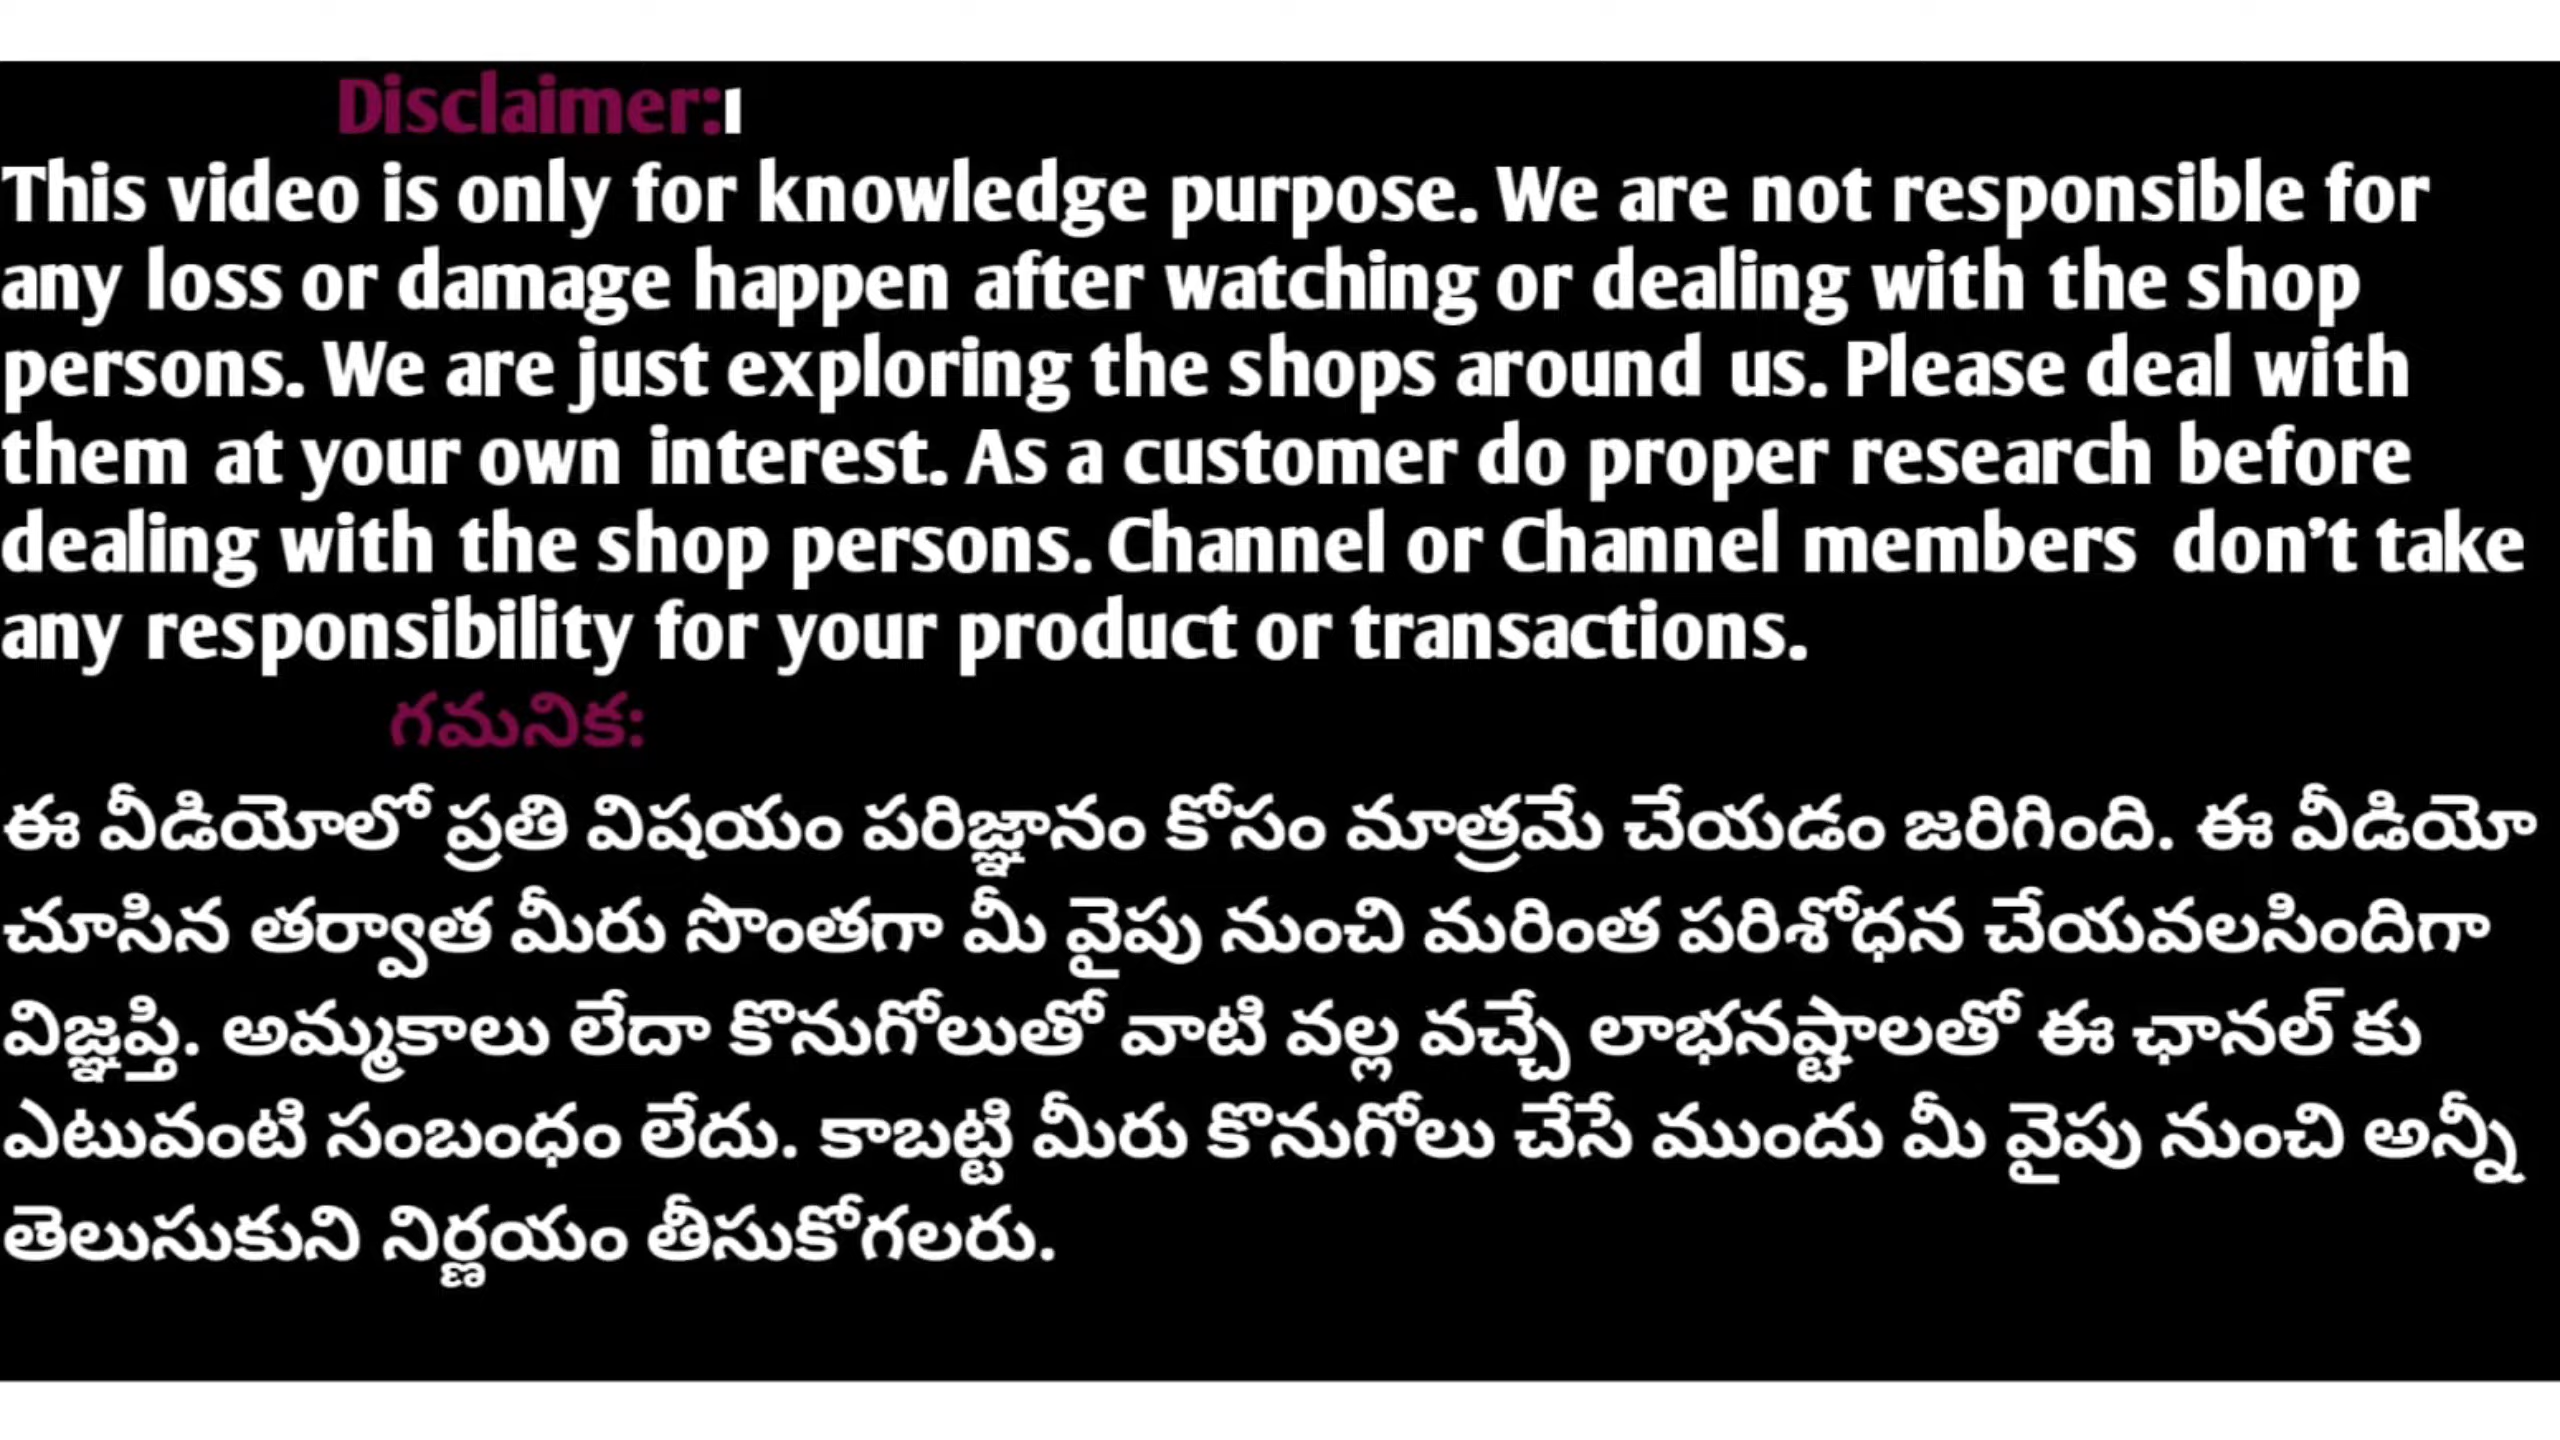 Disclaimer:I
This video is only for knowledge purpose. We are not responsible for
any loss or damage happen after watching or dealing with the shop
persons. We are just exploring the shops around us. Please deal with
them at your own interest. As a customer do proper research before
dealing with the shop persons. Channel or Channel members don’t take
any responsibility for your product or transactions.
గమనిక:
ఈ వీడియోలో ప్రతి విషయం పరిజ్ఞానం కోసం మాత్రమే చేయడం జరిగింది. ఈ వీడియో
చూసిన తర్వాత మీరు సొంతగా మీ వైపు నుంచి మరింత పరిశోధన చేయవలసిందిగా
విజ్ఞప్తి. అమ్మకాలు లేదా కొనుగోలుతో వాటి వల్ల వచ్చే లాభనష్టాలతో ఈ ఛానల్ కు
ఎటువంటి సంబంధం లేదు. కాబట్టి మీరు కొనుగోలు చేసే ముందు మీ వైపు నుంచి అన్నీ
తెలుసుకుని నిర్ణయం తీసుకోగలరు.